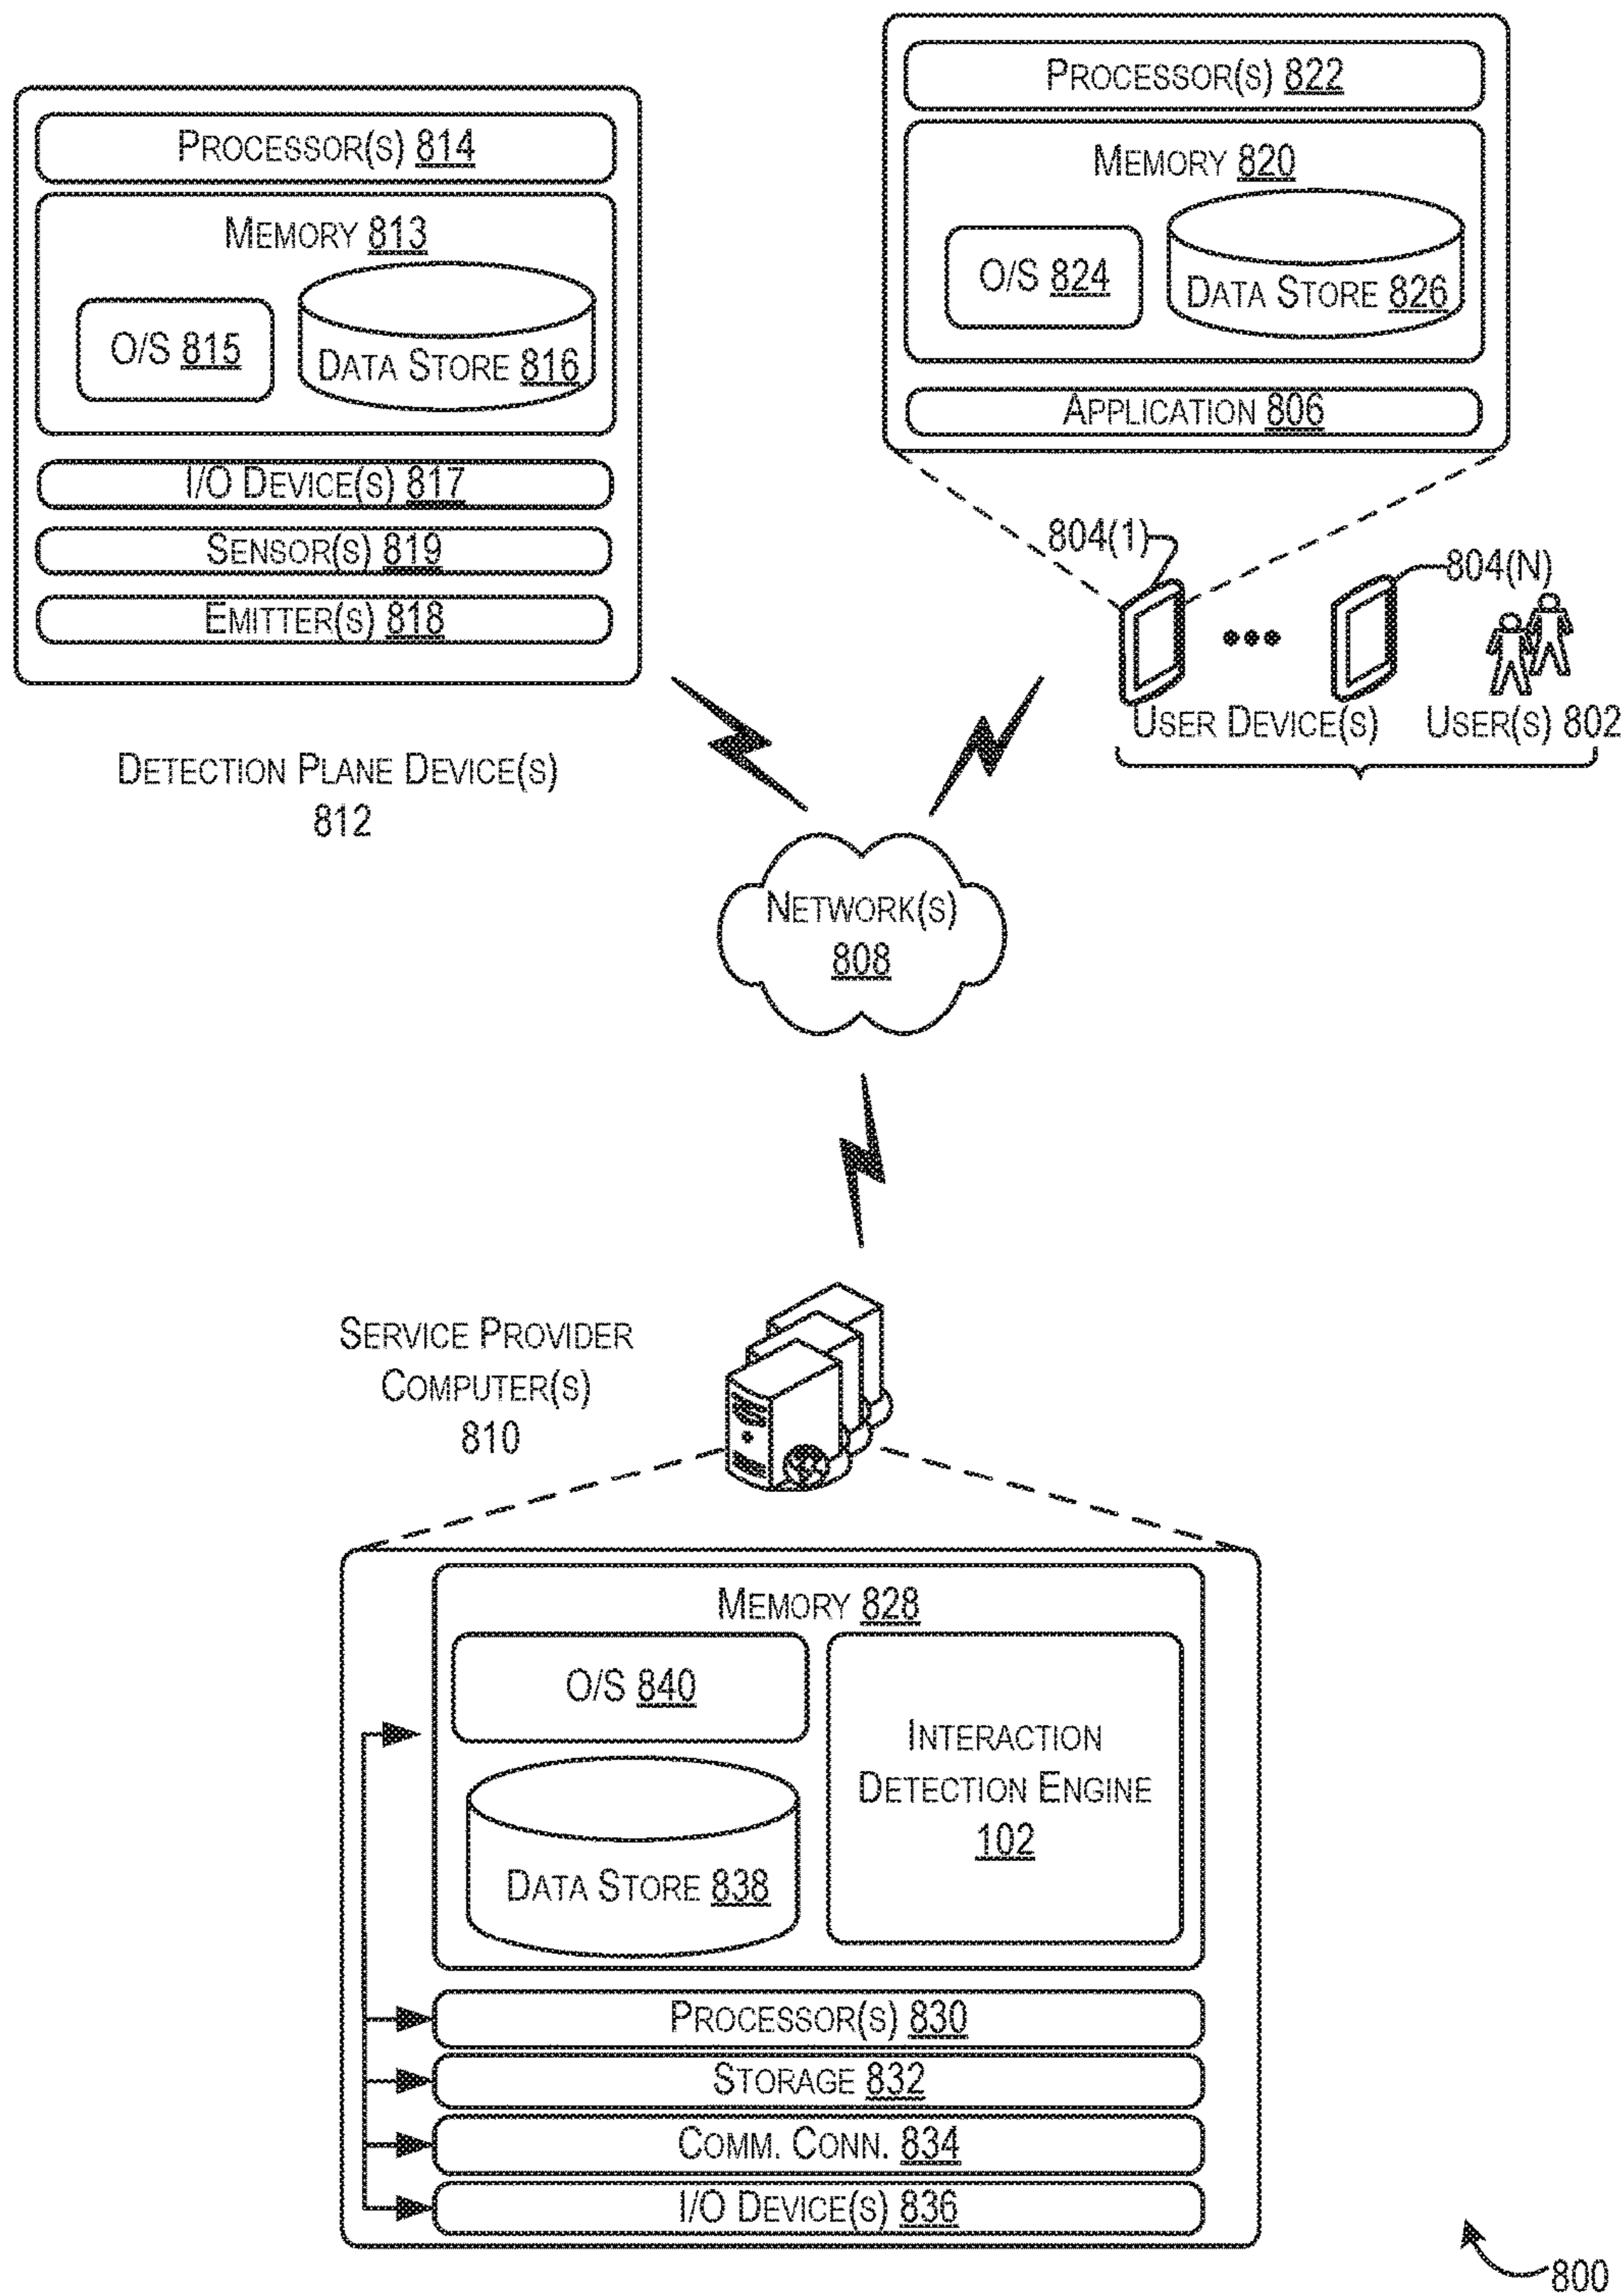 PROCESSOR(S) 822
MEMORY 820
O/S 824
DATA STORE 826
APPLICATION 806
PROCESSOR(S) 814
MEMORY 813
O/S 815
DATA STORE 816
I/O DEVICE(S) 817
SENSOR(S) 819
EMITTER(S) 818
804(1)
804(N)
USER DEVICE(S)
USER(S) 802
DETECTION PLANE DEVICE(S)
812
NETWORK(S)
808
SERVICE PROVIDER
COMPUTER(S)
810
MEMORY 828
O/S 840
INTERACTION
DETECTION ENGINE
102
DATA STORE 838
PROCESSOR(S) 830
STORAGE 832
COMM. CONN. 834
I/O DEVICE(S) 836
800